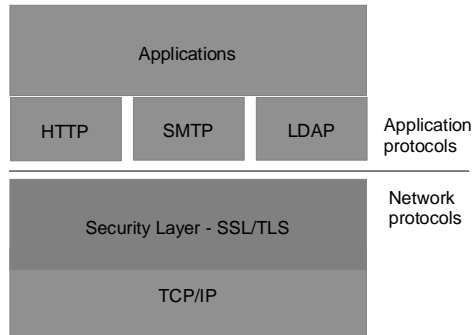 Applications
HTTP
SMTP
LDAP
Application
protocols
Network
protocols
Security Layer - SSL/TLS
TCP/IP